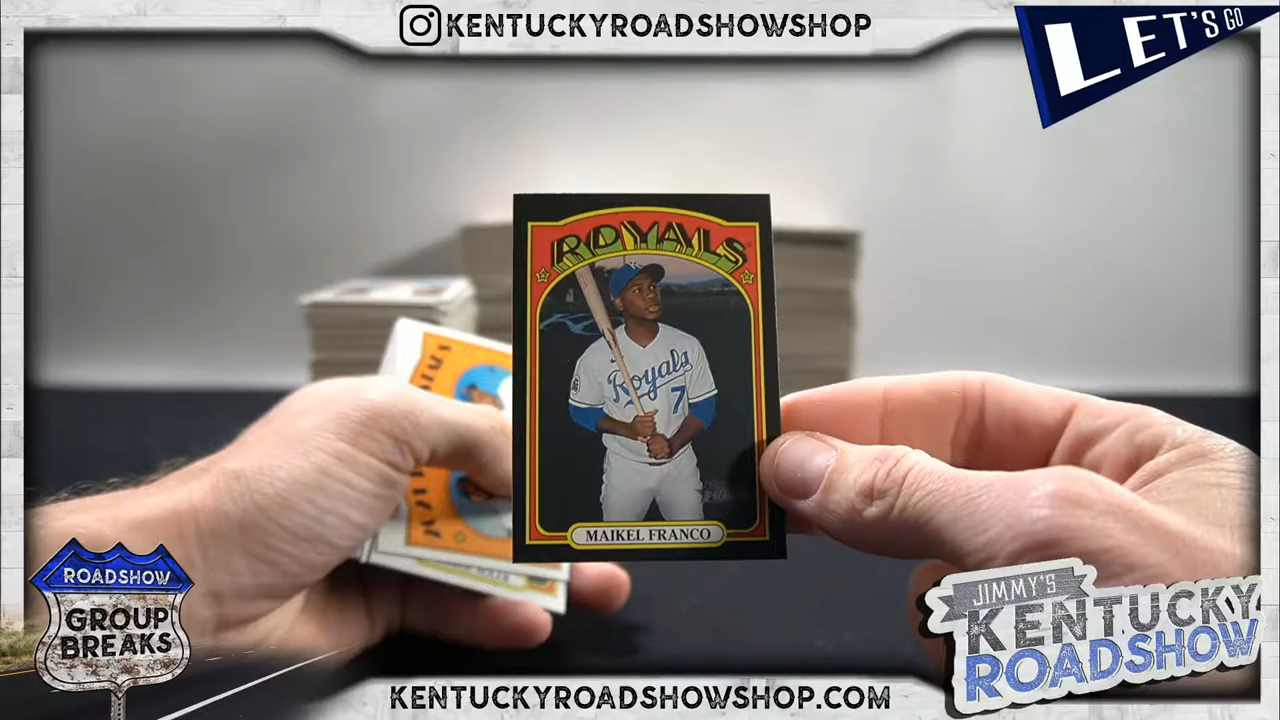 KENTUCKYROADSHOWSHOP
LET'S GO
ROYALS
Royals
7
MAIKEL FRANCO
ROADSHOW
GROUP
BREAKS
JIMMY'S
KENTUCKY
ROADSHOW
KENTUCKYROADSHOWSHOP.COM